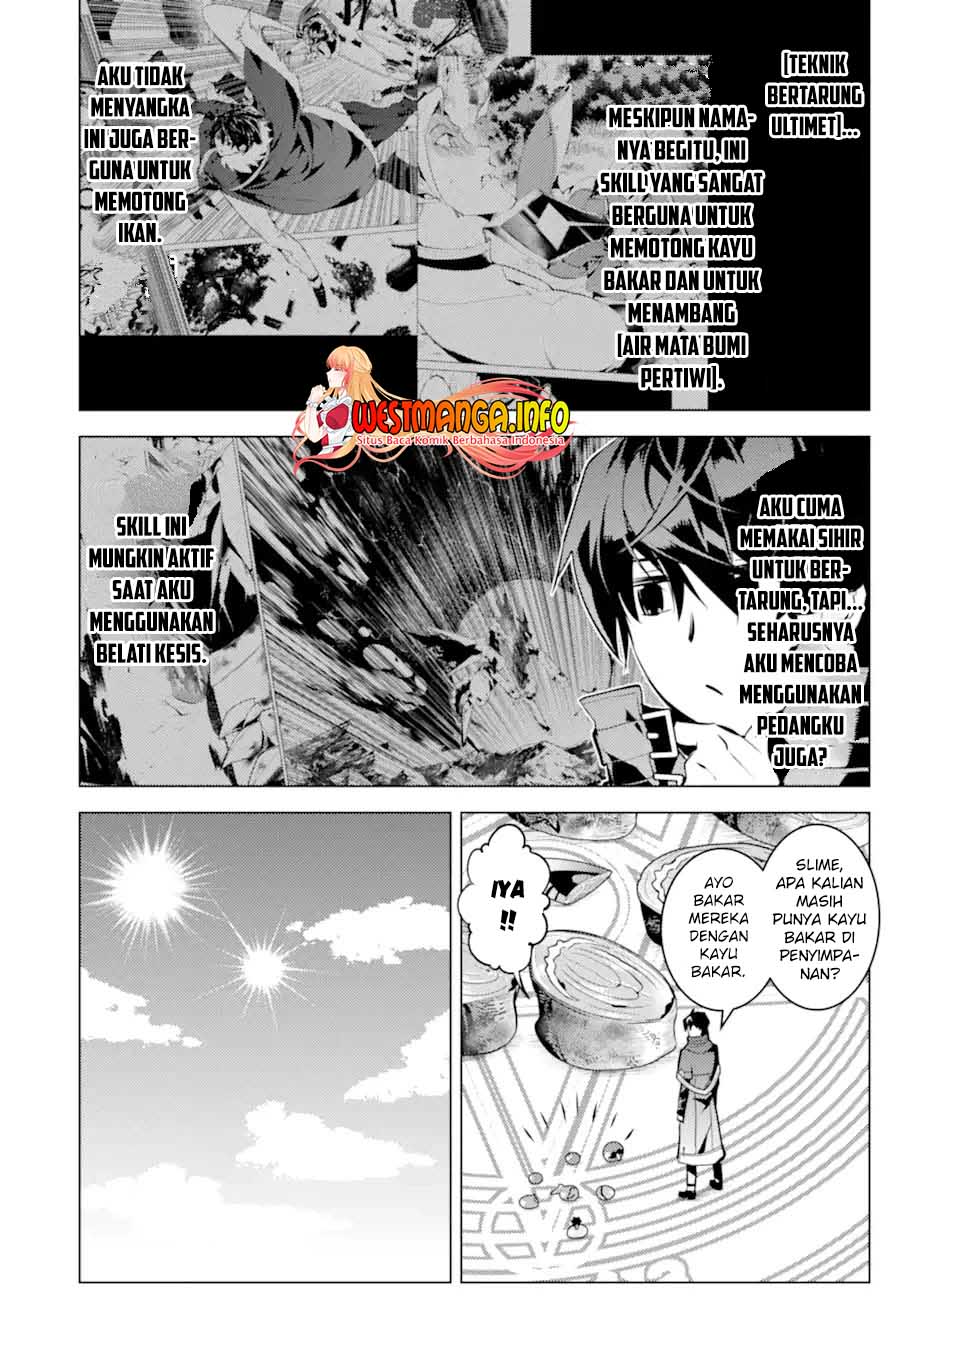 [TEKNIK
BERTARUNG
ULTIMET]...
MESKIPUN NAMA-
NYA BEGITU, INI
SKILL YANG SANGAT
BERGUNA UNTUK
MEMOTONG KAYU
BAKAR DAN UNTUK
MENAMBANG
[AIR MATA BUMI
PERTIWI].
AKU TIDAK
MENYANGKA
INI JUGA BER-
GUNA UNTUK
MEMOTONG
IKAN.
WESTMANGA.INFO
Situs Baca Komik Berbahasa Indonesia
AKU CUMA
MEMAKAI SIHIR
UNTUK BER-
TARUNG, TAPI...
SEHARUSNYA
AKU MENCOBA
MENGGUNAKAN
PEDANGKU
JUGA?
SKILL INI
MUNGKIN AKTIF
SAAT AKU
MENGGUNAKAN
BELATI KESIS.
SLIME,
APA KALIAN
MASIH
PUNYA KAYU
BAKAR DI
PENYIMPA-
NAN?
AYO
BAKAR
MEREKA
DENGAN
KAYU
BAKAR.
IYA
!!